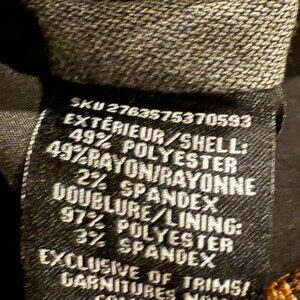 SKU 2763575370593
EXTÉRIEUR/SHELL:
49% POLYESTER
49%RAYON/RAYONNE
2% SPANDEX
DOUBLURE/LINING:
97% POLYESTER
3% SPANDEX
EXCLUSIVE OF TRIMS/
GARNITURES